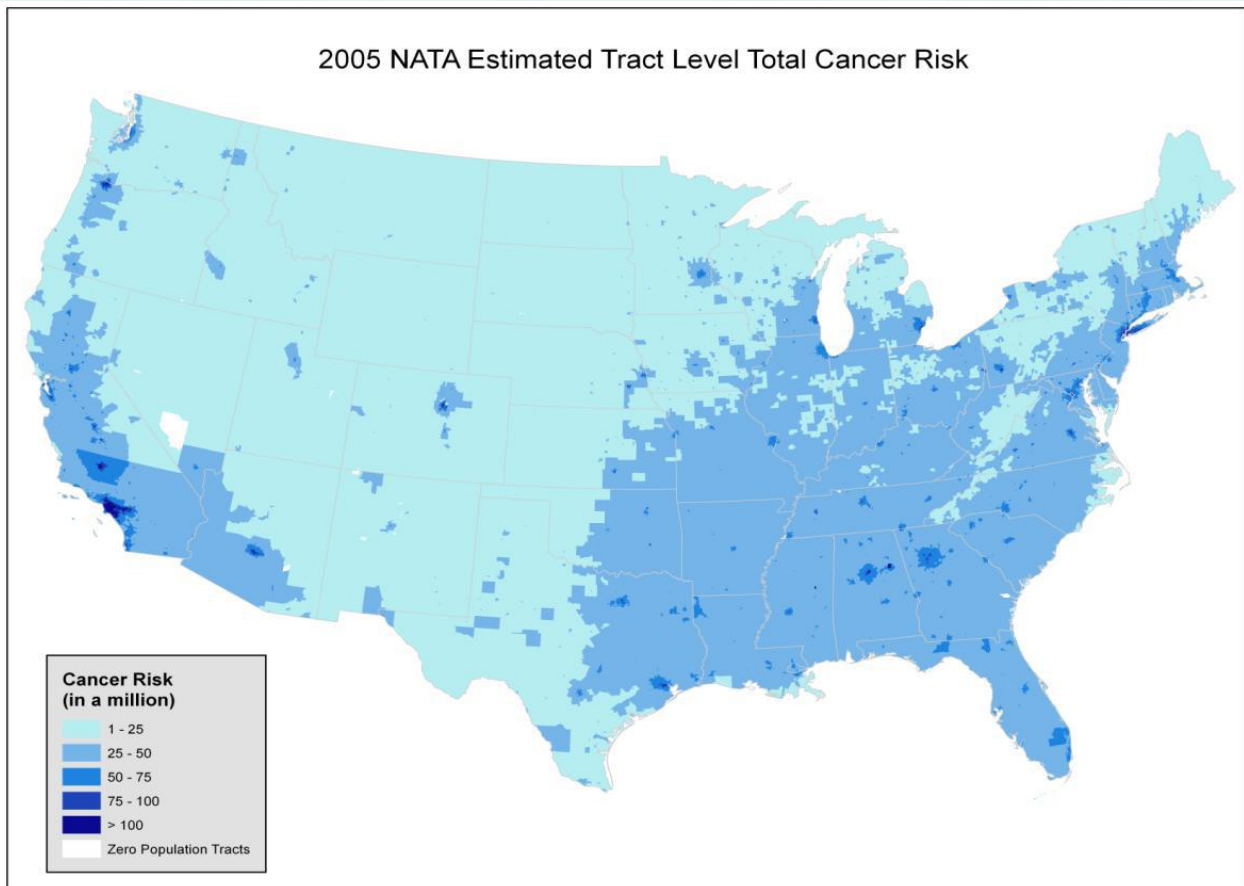 2005 NATA Estimated Tract Level Total Cancer Risk
Cancer Risk
(in a million)
1 - 25
25 - 50
50 - 75
75 - 100
> 100
Zero Population Tracts